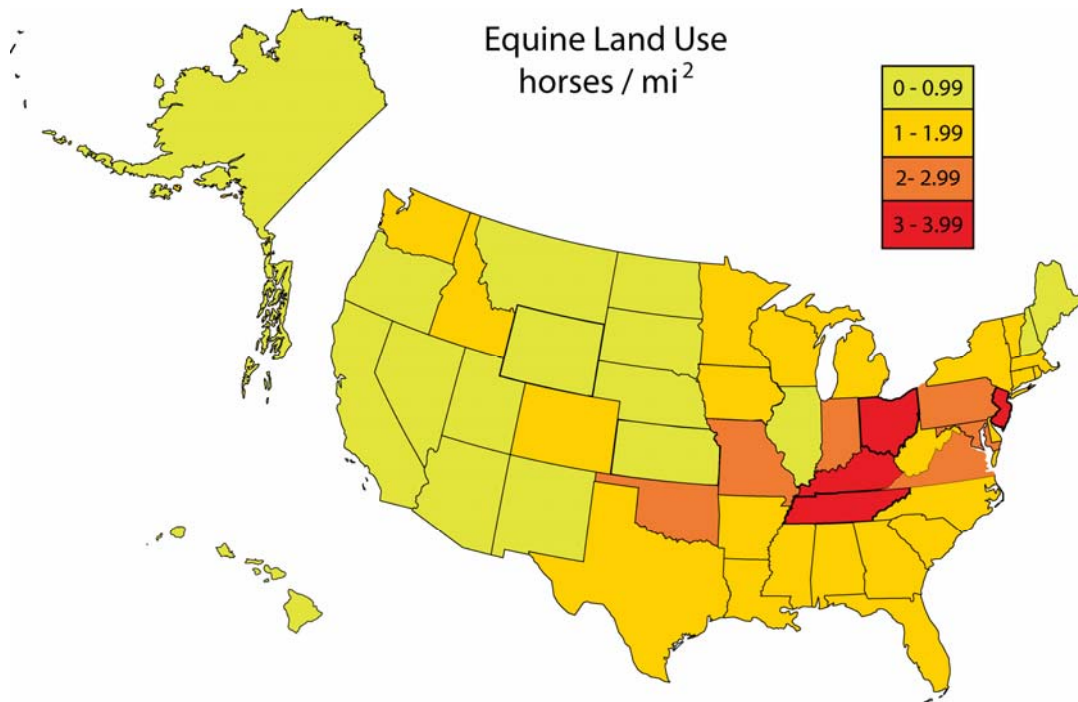 Equine Land Use
horses / mi²
0 - 0.99
1 - 1.99
2- 2.99
3 - 3.99